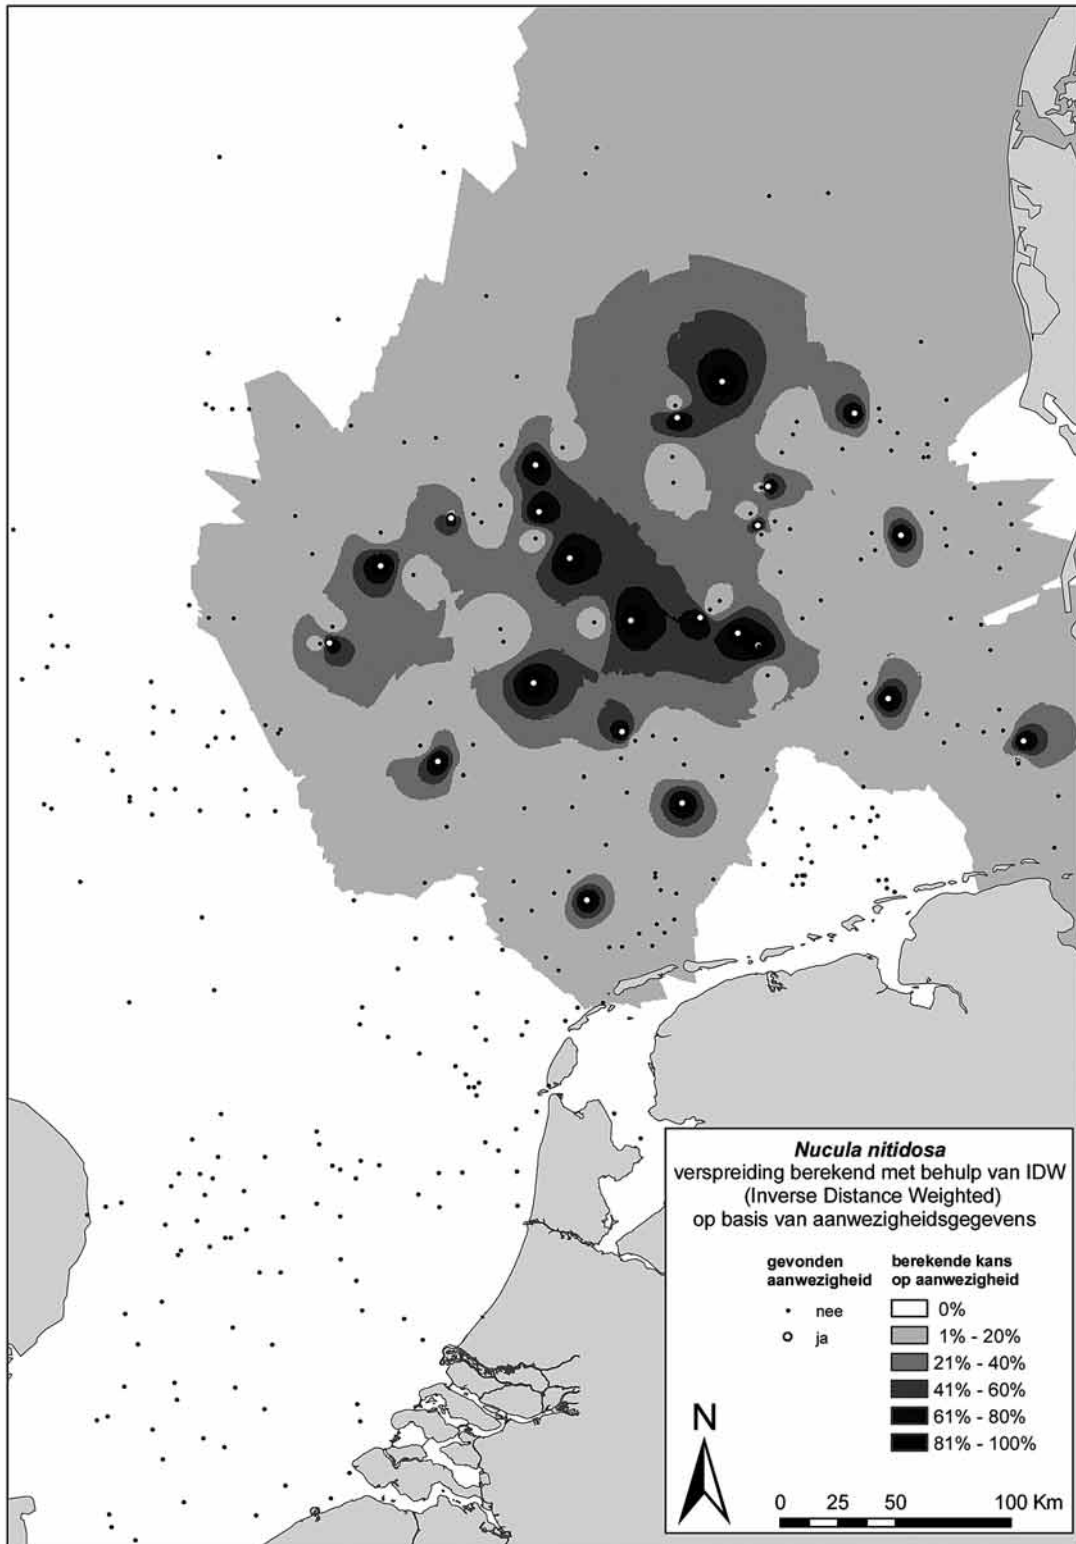 Nucula nitidosa
verspreiding berekend met behulp van IDW
(Inverse Distance Weighted)
op basis van aanwezigheidsgegevens
gevonden
aanwezigheid
nee
ja
berekende kans
op aanwezigheid
0%
1% - 20%
21% - 40%
41% - 60%
61% - 80%
81% - 100%
N
0 25 50 100 Km